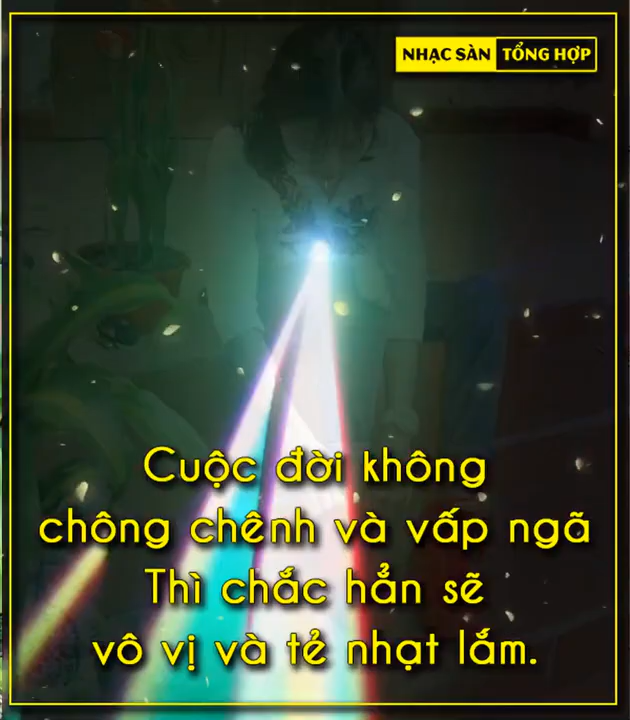 NHẠC SÀN TỔNG HỢP
Cuộc đời không
chông chênh và vấp ngã
Thì chắc hẳn sẽ
vô vị và tẻ nhạt lắm.